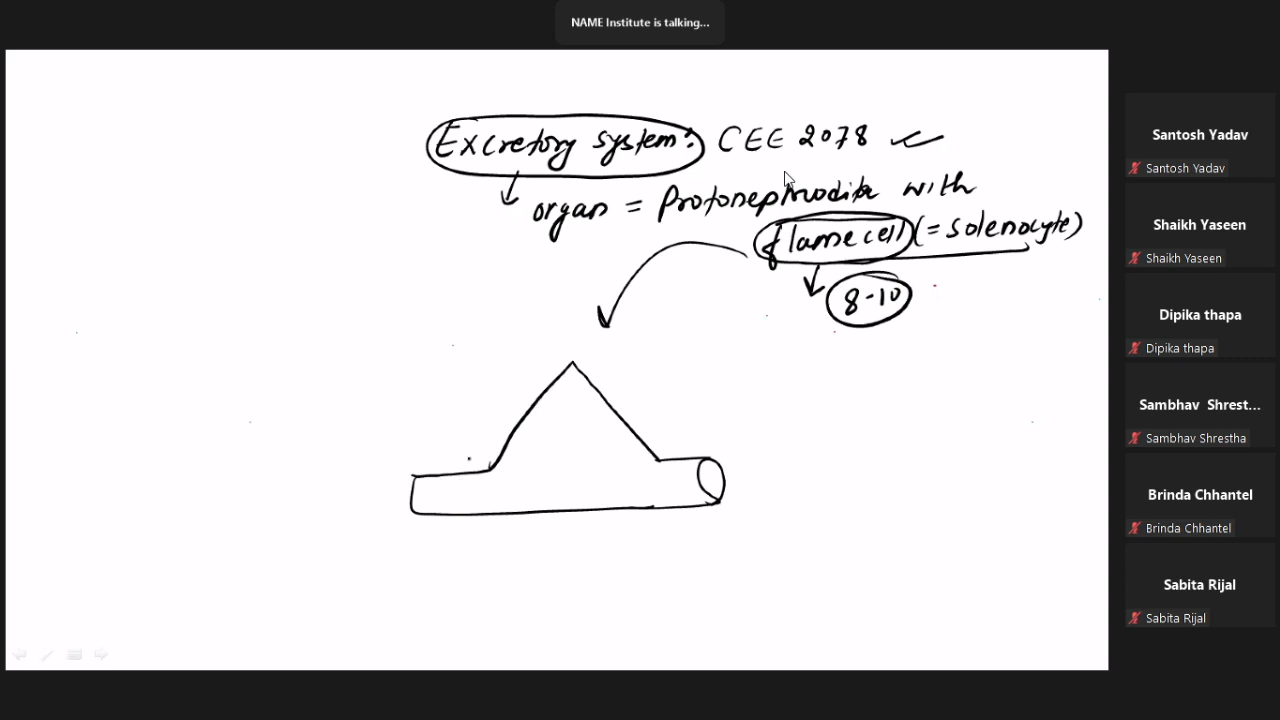 NAME Institute is talking...
Excretory system: CEE 2078
organ = Protonephrodia with
flame cell (= solenocyte)
8-10
Santosh Yadav
Santosh Yadav
Shaikh Yaseen
Shaikh Yaseen
Dipika thapa
Dipika thapa
Sambhav Shrest...
Sambhav Shrestha
Brinda Chhantel
Brinda Chhantel
Sabita Rijal
Sabita Rijal